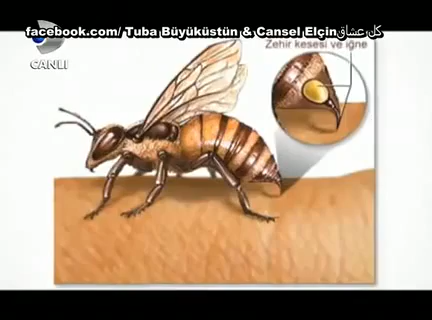 facebook.com/ Tuba Büyüküstün & Cansel Elçin كل عشاق
CANLI
Zehir kesesi ve iğne